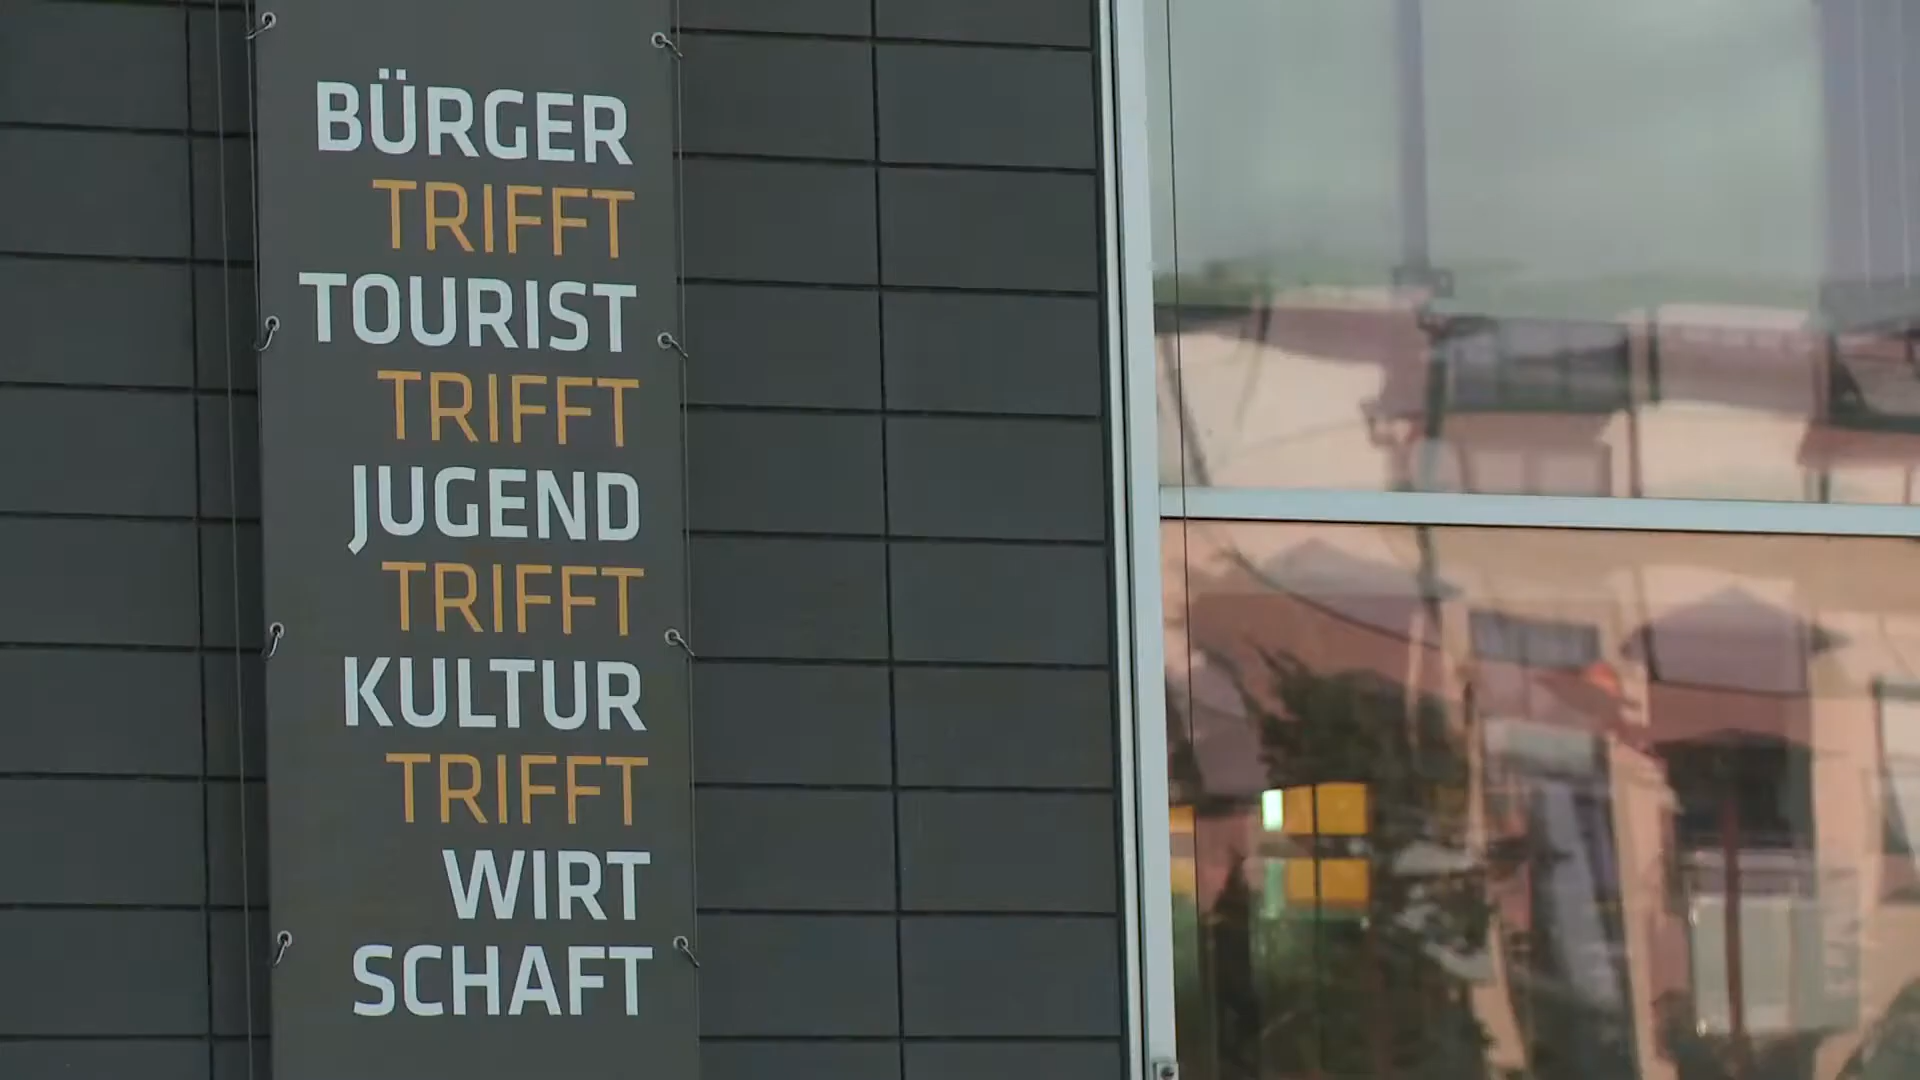 BÜRGER
TRIFFT
TOURIST
TRIFFT
JUGEND
TRIFFT
KULTUR
TRIFFT
WIRT
SCHAFT